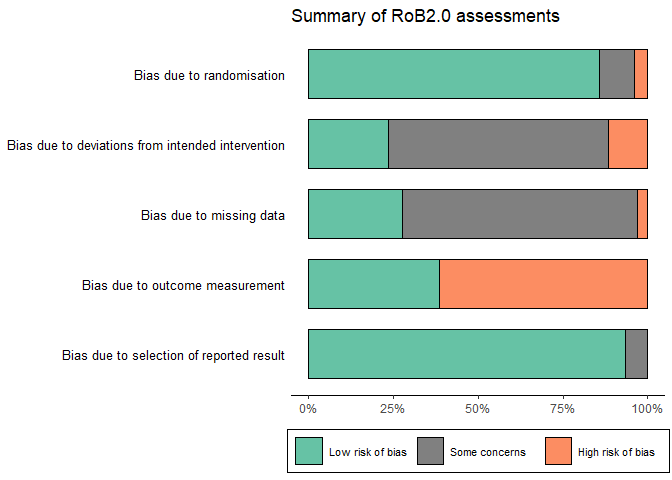 Summary of RoB2.0 assessments
Bias due to randomisation
Bias due to deviations from intended intervention
Bias due to missing data
Bias due to outcome measurement
Bias due to selection of reported result
0% 25% 50% 75% 100%
Low risk of bias Some concerns High risk of bias